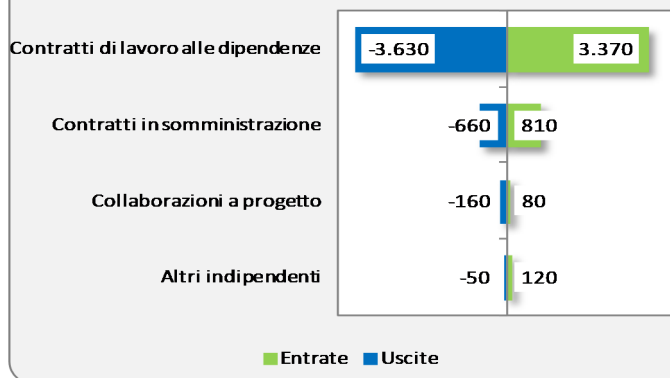 Contratti di lavoro alle dipendenze -3.630 3.370
Contratti in somministrazione -660 810
Collaborazioni a progetto -160 80
Altri indipendenti -50 120
Entrate Uscite